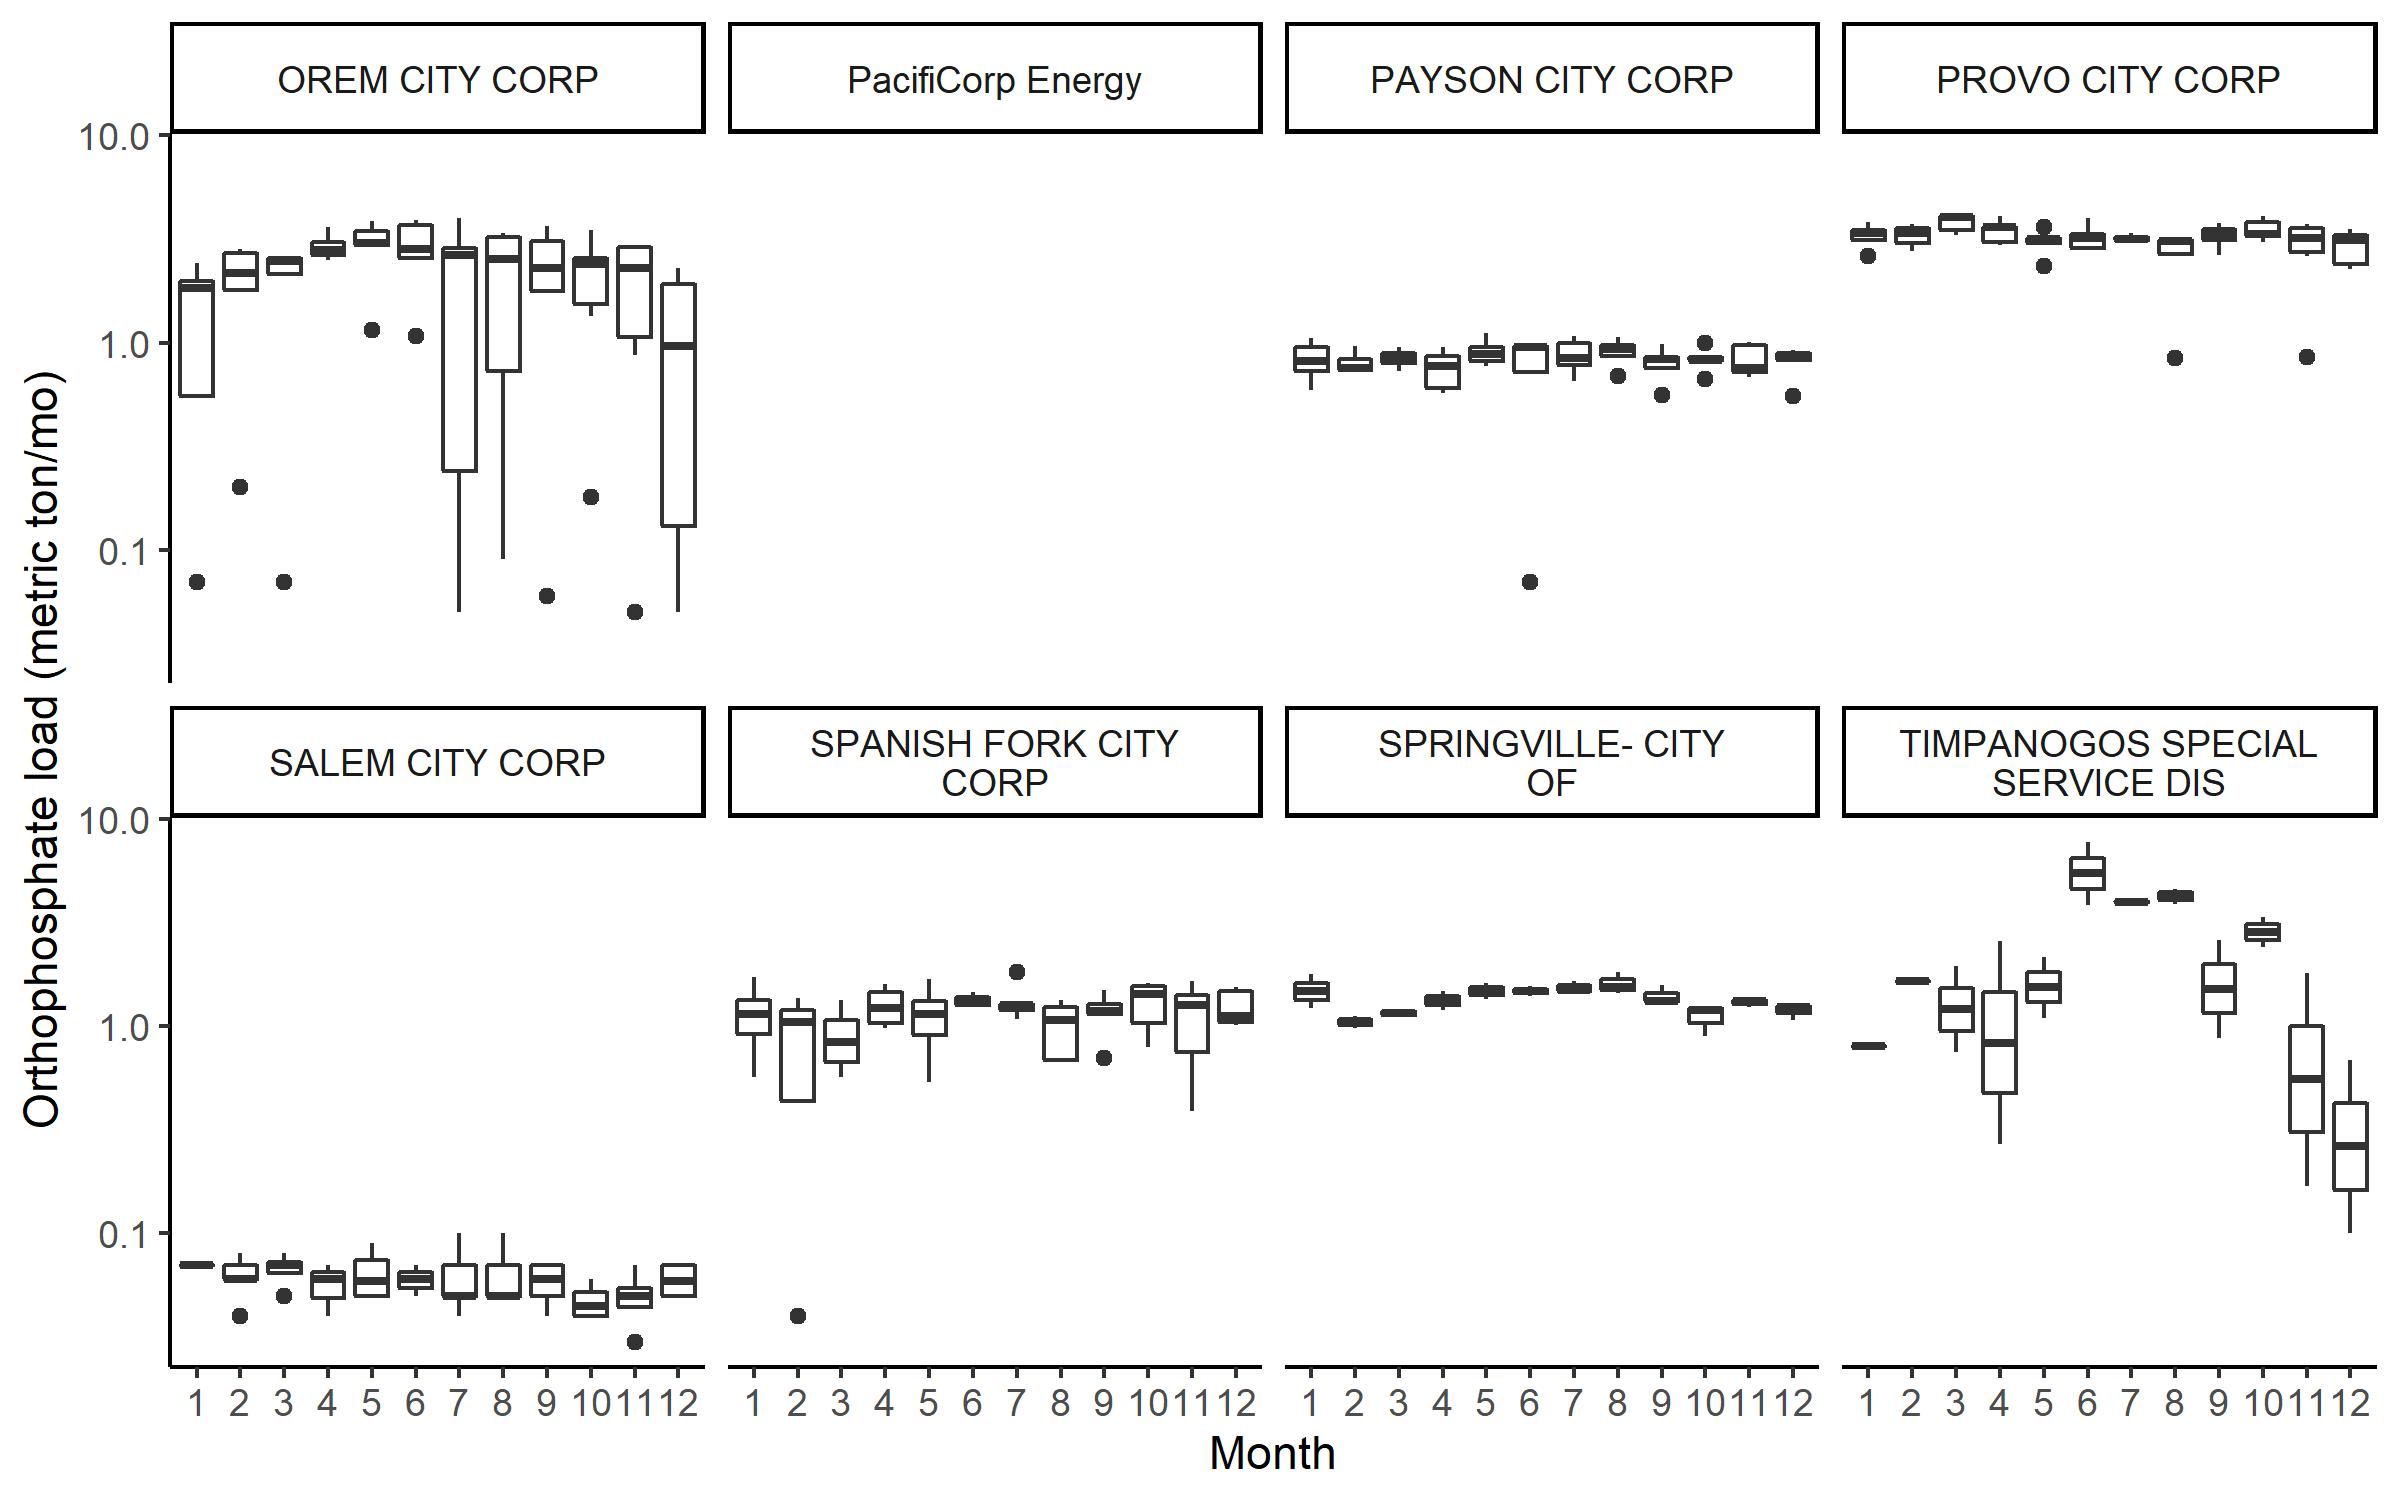 OREM CITY CORP
PacifiCorp Energy
PAYSON CITY CORP
PROVO CITY CORP
10.0
1.0
0.1
Orthophosphate load (metric ton/mo)
SALEM CITY CORP
SPANISH FORK CITY
CORP
SPRINGVILLE- CITY
OF
TIMPANOGOS SPECIAL
SERVICE DIS
10.0
1.0
0.1
1 2 3 4 5 6 7 8 9 10 11 12
1 2 3 4 5 6 7 8 9 10 11 12
1 2 3 4 5 6 7 8 9 10 11 12
1 2 3 4 5 6 7 8 9 10 11 12
Month